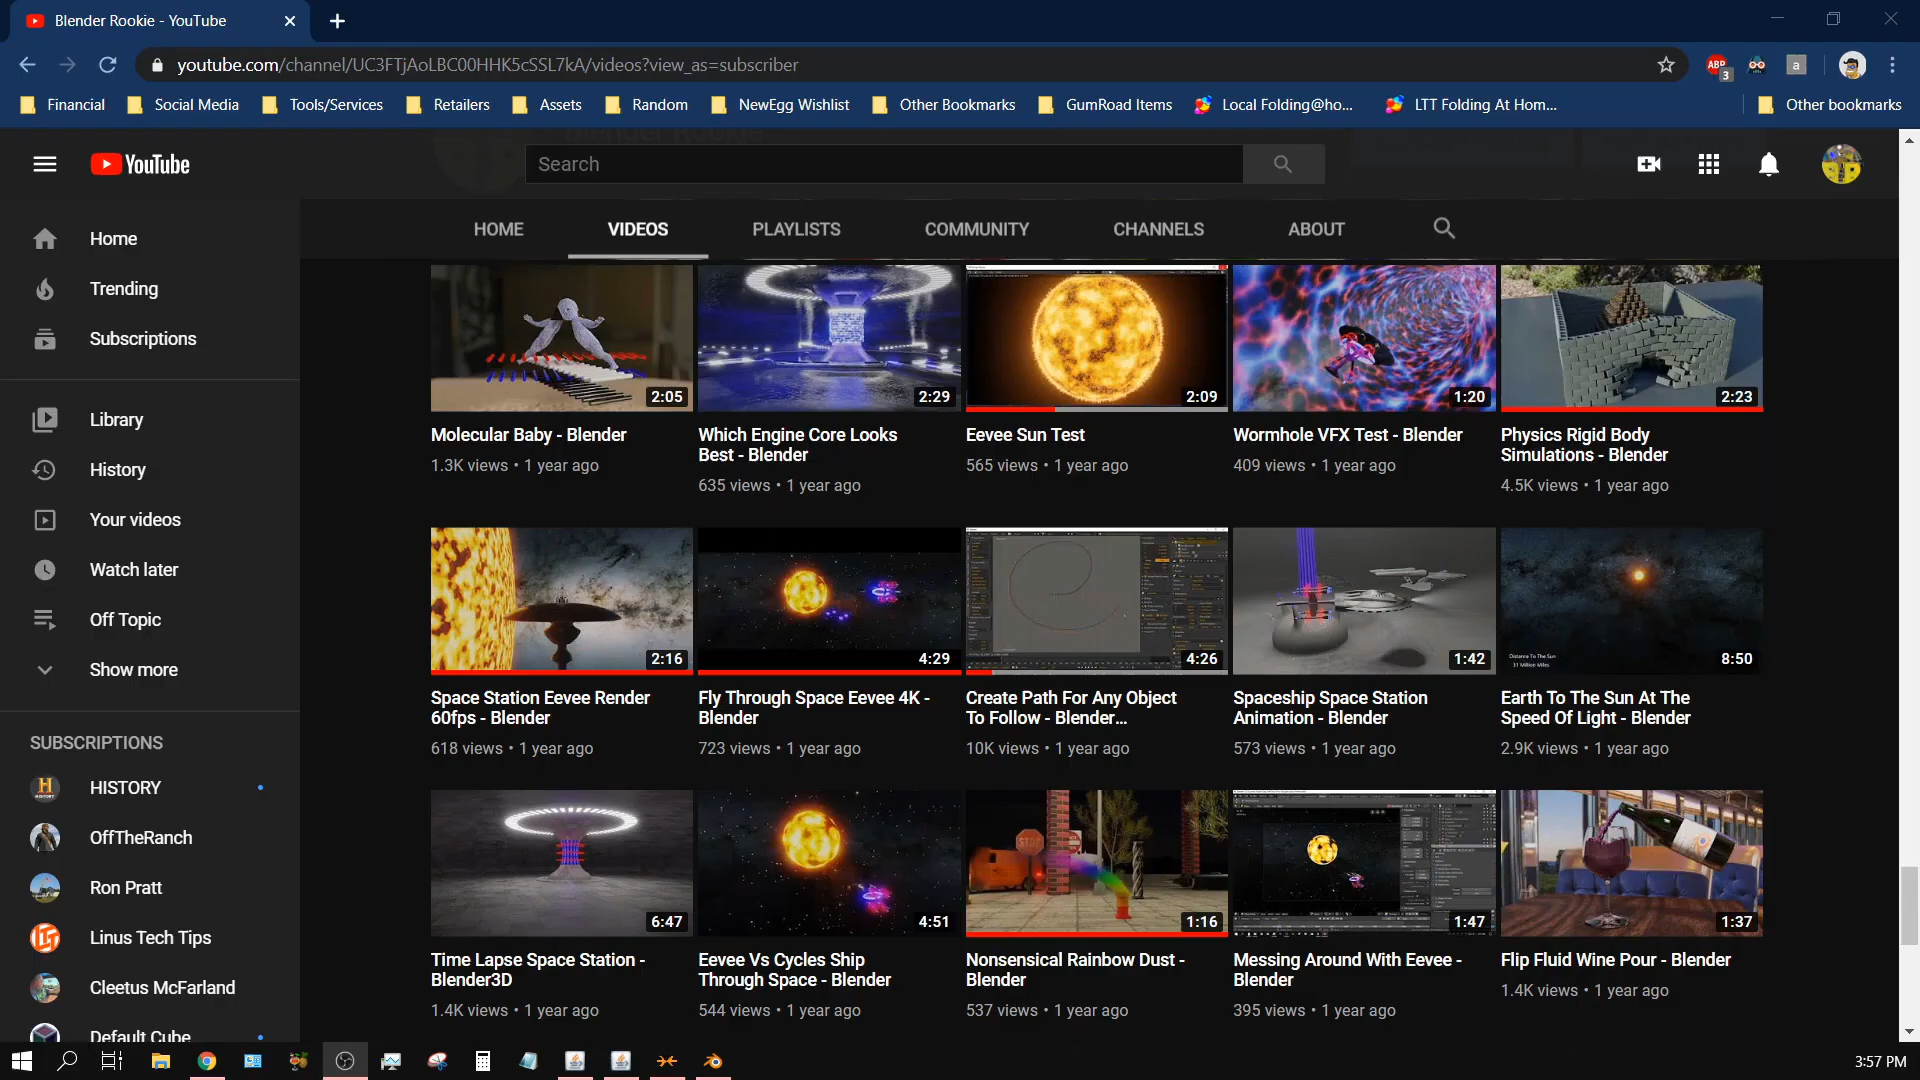 Blender Rookie - YouTube
youtube.com/channel/UC3FTjAoLBC00HHK5cSSL7kA/videos?view_as=subscriber
ABP
3
a
Financial
Social Media
Tools/Services
Retailers
Assets
Random
NewEgg Wishlist
Other Bookmarks
GumRoad Items
Local Folding@ho...
LTT Folding At Hom...
Other bookmarks
YouTube
Search
HOME
VIDEOS
PLAYLISTS
COMMUNITY
CHANNELS
ABOUT
Home
Trending
Subscriptions
Library
History
Your videos
Watch later
Off Topic
Show more
SUBSCRIPTIONS
HISTORY
OffTheRanch
Ron Pratt
Linus Tech Tips
Cleetus McFarland
Default Cube
2:05
2:29
2:09
1:20
2:23
Molecular Baby - Blender
1.3K views • 1 year ago
Which Engine Core Looks
Best - Blender
635 views • 1 year ago
Eevee Sun Test
565 views • 1 year ago
Wormhole VFX Test - Blender
409 views • 1 year ago
Physics Rigid Body
Simulations - Blender
4.5K views • 1 year ago
2:16
4:29
4:26
1:42
Distance To The Sun
31 Million Miles
8:50
Space Station Eevee Render
60fps - Blender
618 views • 1 year ago
Fly Through Space Eevee 4K -
Blender
723 views • 1 year ago
Create Path For Any Object
To Follow - Blender...
10K views • 1 year ago
Spaceship Space Station
Animation - Blender
573 views • 1 year ago
Earth To The Sun At The
Speed Of Light - Blender
2.9K views • 1 year ago
6:47
4:51
STOP
1:16
1:47
1:37
Time Lapse Space Station -
Blender3D
1.4K views • 1 year ago
Eevee Vs Cycles Ship
Through Space - Blender
544 views • 1 year ago
Nonsensical Rainbow Dust -
Blender
537 views • 1 year ago
Messing Around With Eevee -
Blender
395 views • 1 year ago
Flip Fluid Wine Pour - Blender
1.4K views • 1 year ago
3:57 PM